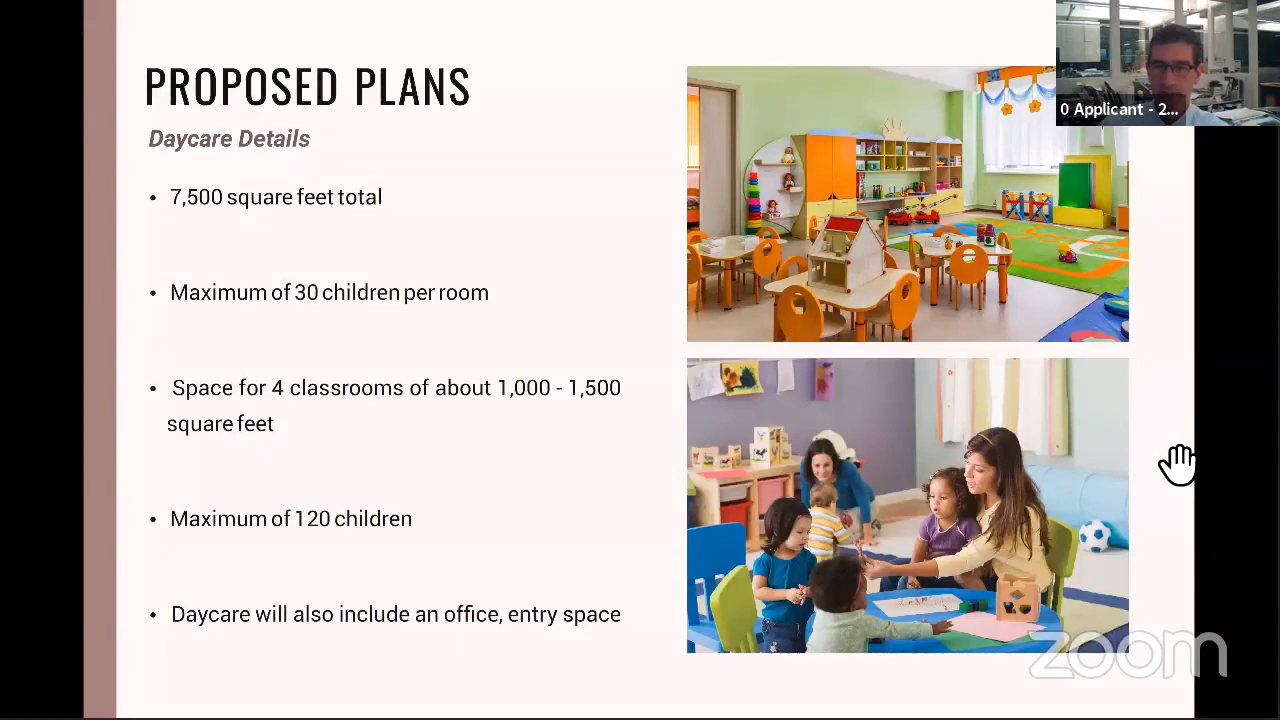 PROPOSED PLANS
Daycare Details
• 7,500 square feet total
• Maximum of 30 children per room
• Space for 4 classrooms of about 1,000 - 1,500
square feet
• Maximum of 120 children
• Daycare will also include an office, entry space
0 Applicant - 2...
zoom